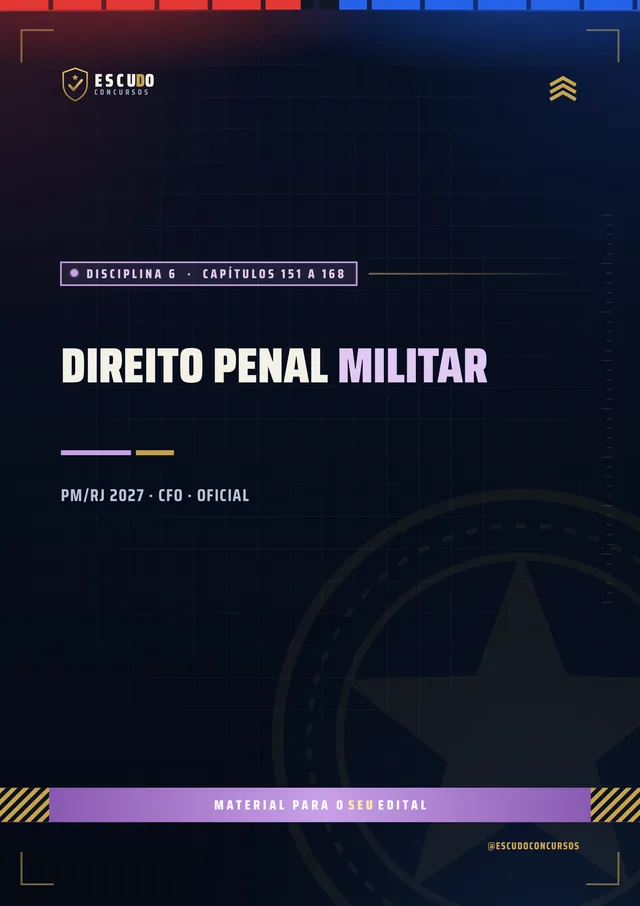 ESCUDO
CONCURSOS
DISCIPLINA 6 · CAPÍTULOS 151 A 168
DIREITO PENAL MILITAR
PM/RJ 2027 · CFO · OFICIAL
MATERIAL PARA O SEU EDITAL
@ESCUDOCONCURSOS